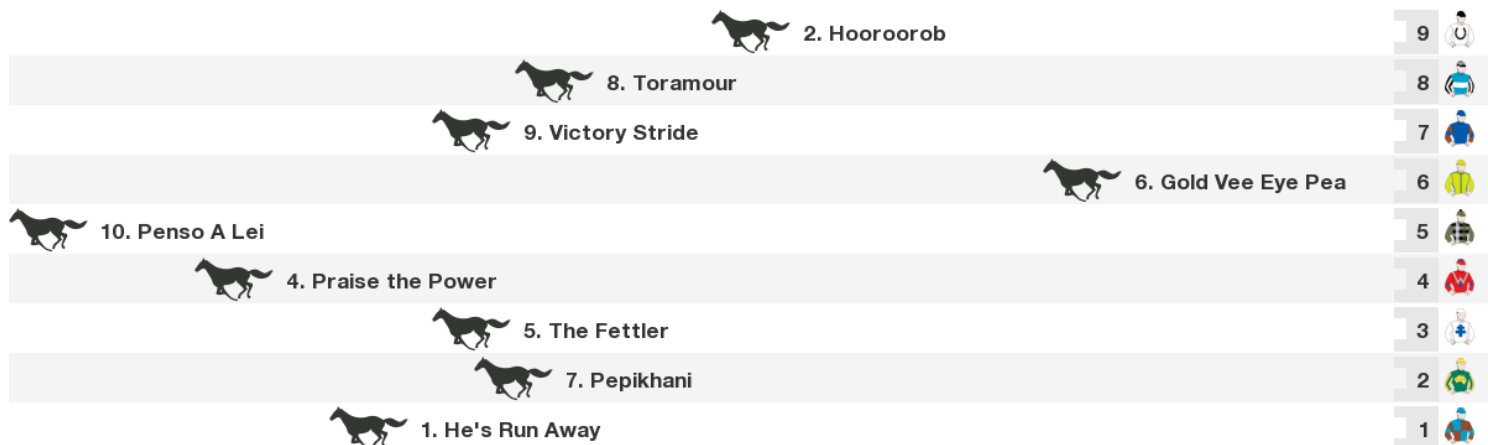 2. Hooroorob 9
8. Toramour 8
9. Victory Stride 7
6. Gold Vee Eye Pea 6
10. Penso A Lei 5
4. Praise the Power 4
5. The Fettler 3
7. Pepikhani 2
1. He's Run Away 1